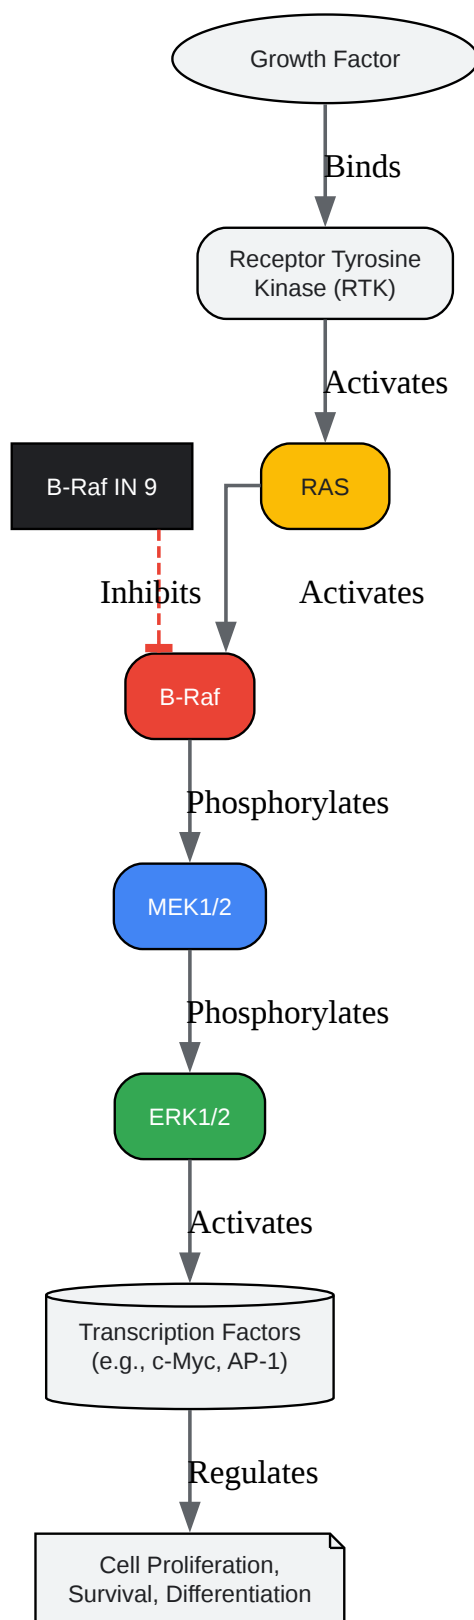 Growth Factor
Binds
Receptor Tyrosine
Kinase (RTK)
Activates
B-Raf IN 9
RAS
Inhibits
Activates
B-Raf
Phosphorylates
MEK1/2
Phosphorylates
ERK1/2
Activates
Transcription Factors
(e.g., c-Myc, AP-1)
Regulates
Cell Proliferation,
Survival, Differentiation